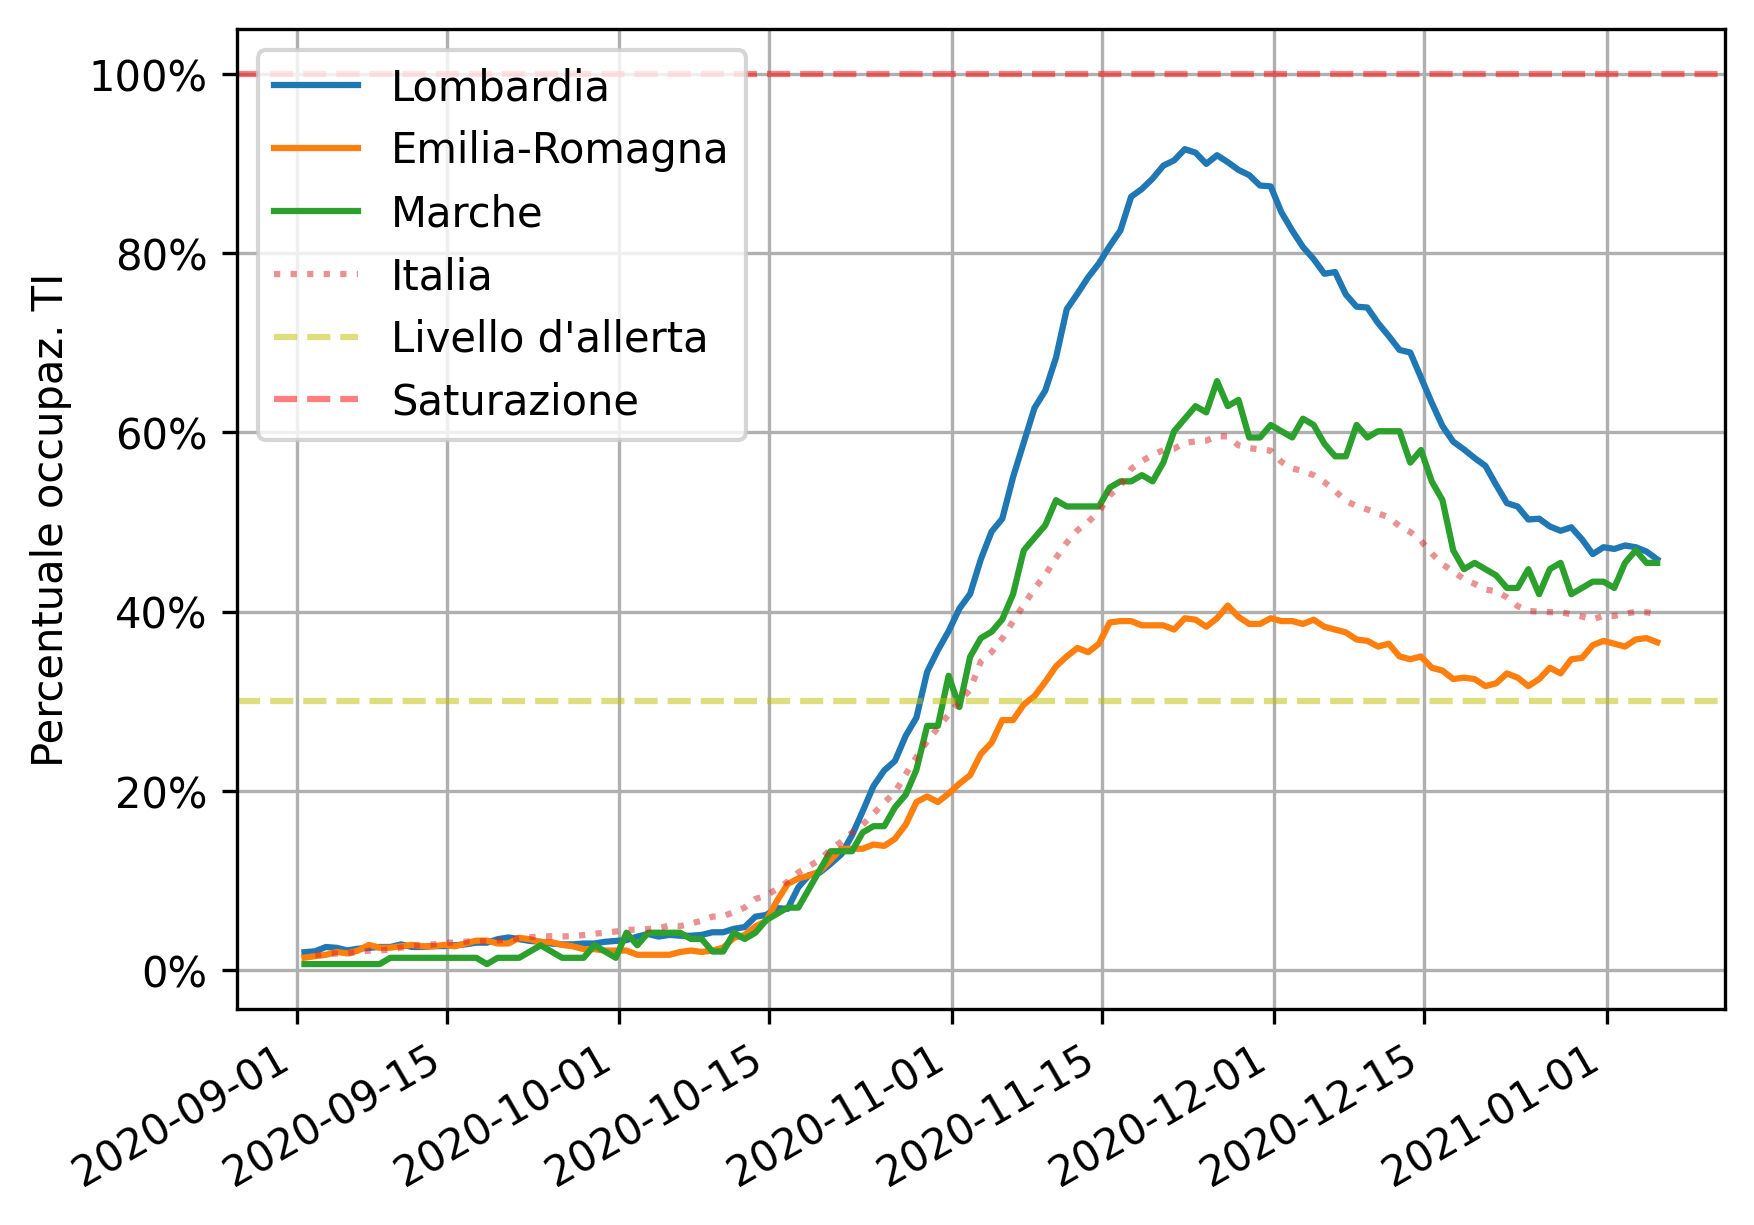 100%
80%
60%
40%
20%
0%
Percentuale occupaz. TI
Lombardia
Emilia-Romagna
Marche
Italia
Livello d'allerta
Saturazione
2020-09-01
2020-09-15
2020-10-01
2020-10-15
2020-11-01
2020-11-15
2020-12-01
2020-12-15
2021-01-01